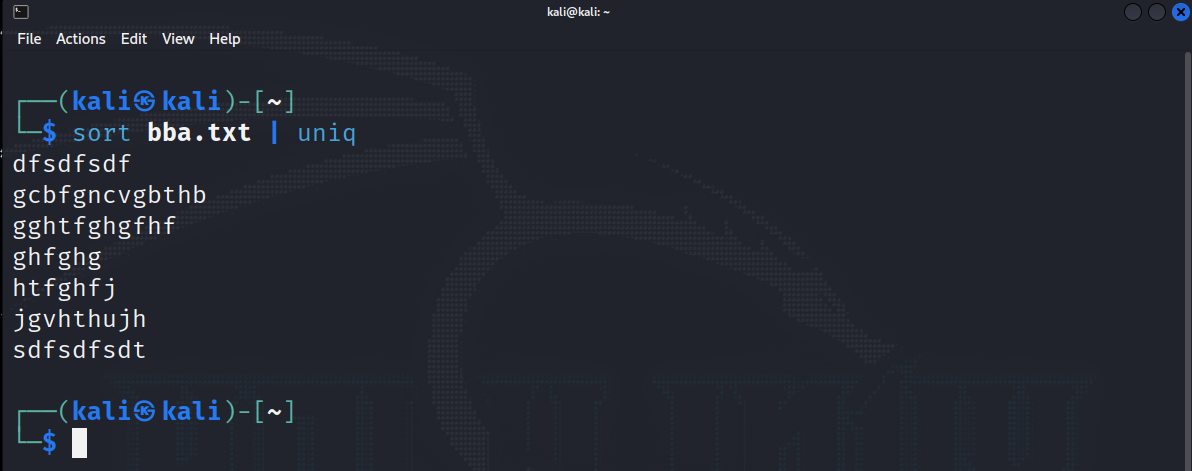 kali@kali: ~
File Actions Edit View Help
┌──(kali㉿kali)-[~]
└─$ sort bba.txt | uniq
dfsdfsdf
gcbfgncvgbthb
gghtfghgfhf
ghfghg
htfghfj
jgvhthujh
sdfsdfsdt
┌──(kali㉿kali)-[~]
└─$